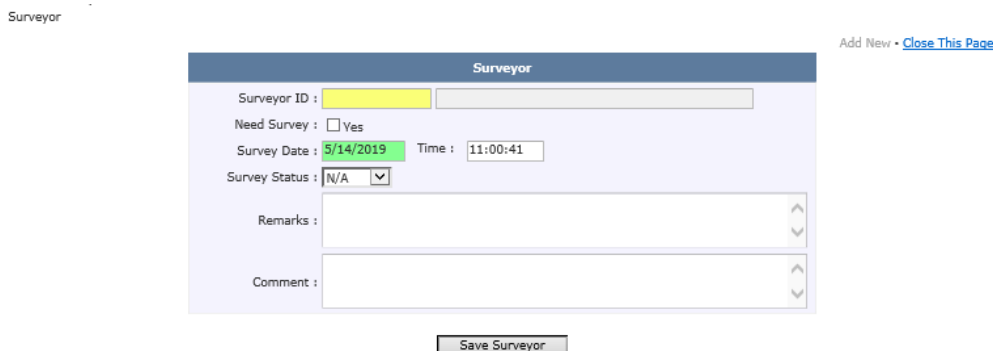 Surveyor
Add New • Close This Page
Surveyor
Surveyor ID :
Need Survey : Yes
Survey Date : 5/14/2019 Time : 11:00:41
Survey Status : N/A
Remarks :
Comment :
Save Surveyor